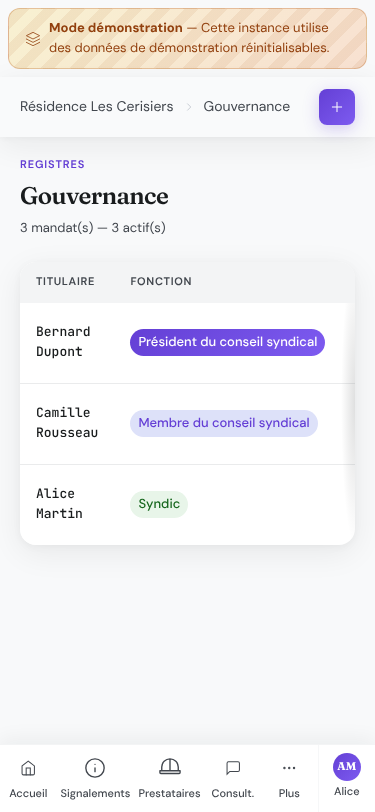 Mode démonstration — Cette instance utilise
des données de démonstration réinitialisables.
Résidence Les Cerisiers > Gouvernance +
REGISTRES
Gouvernance
3 mandat(s) — 3 actif(s)
TITULAIRE FONCTION
Bernard
Dupont
Président du conseil syndical
Camille
Rousseau
Membre du conseil syndical
Alice
Martin
Syndic
AM
Accueil Signalements Prestataires Consult. Plus Alice